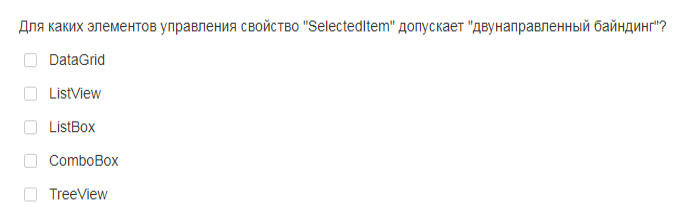 Для каких элементов управления свойство "SelectedItem" допускает "двунаправленный байндинг"?
DataGrid
ListView
ListBox
ComboBox
TreeView